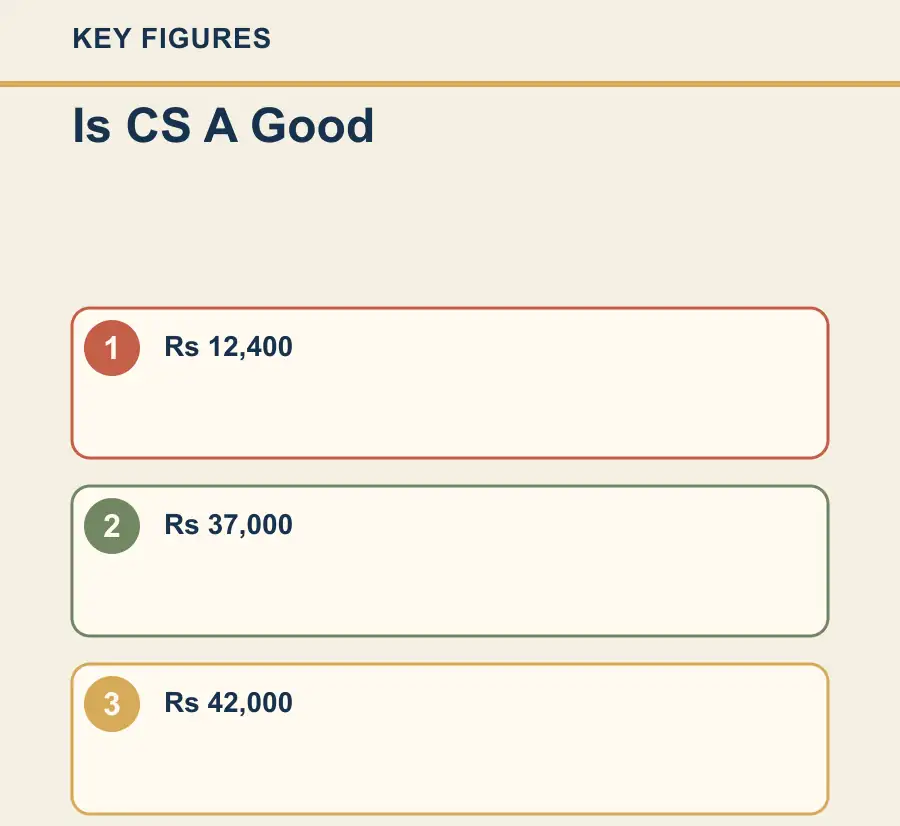 KEY FIGURES
Is CS A Good
1 Rs 12,400
2 Rs 37,000
3 Rs 42,000